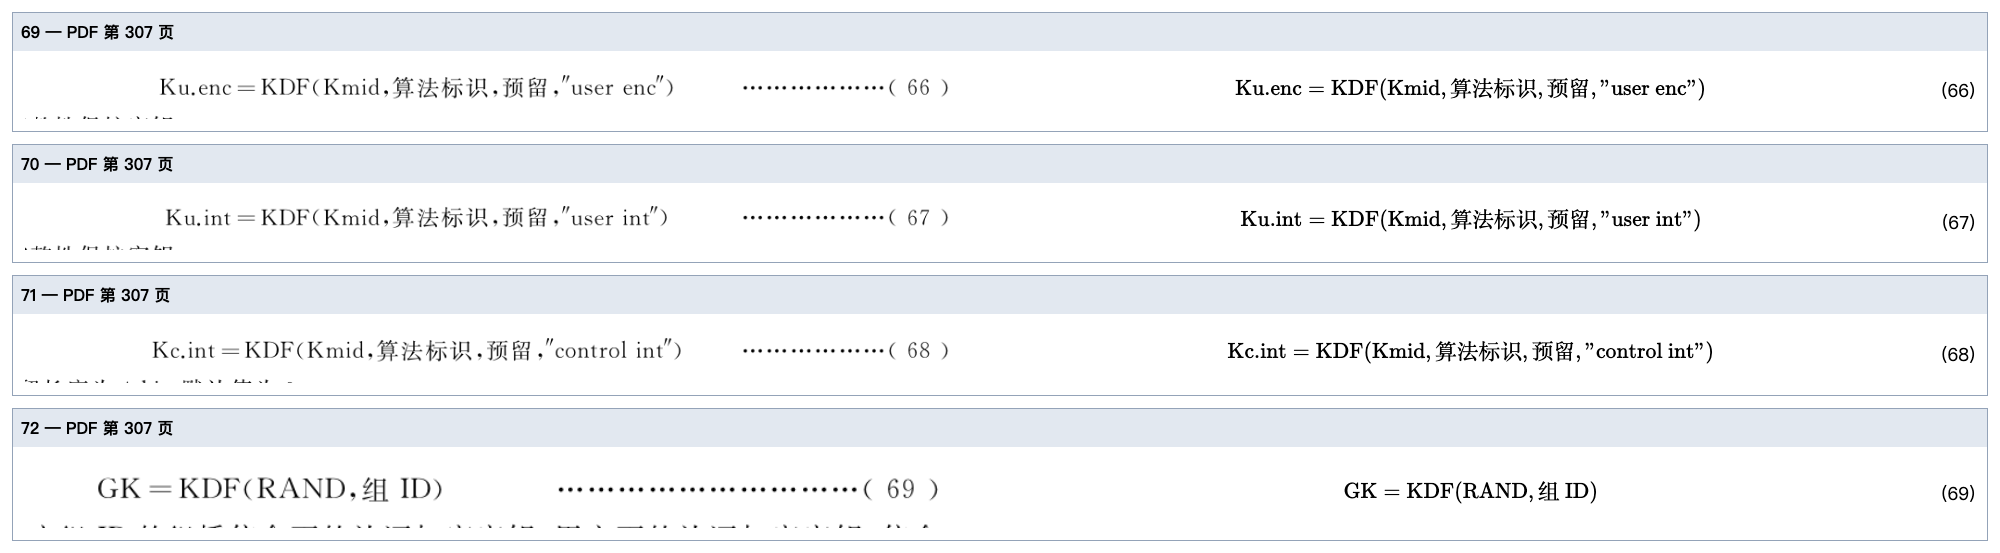 69 — PDF 第 307 页
Ku.enc=KDF(Kmid,算法标识,预留,"user enc") ………………( 66 )
Ku.enc = KDF(Kmid, 算法标识, 预留, ”user enc”) (66)
70 — PDF 第 307 页
Ku.int=KDF(Kmid,算法标识,预留,"user int") ………………( 67 )
Ku.int = KDF(Kmid, 算法标识, 预留, ”user int”) (67)
71 — PDF 第 307 页
Kc.int=KDF(Kmid,算法标识,预留,"control int") ………………( 68 )
Kc.int = KDF(Kmid, 算法标识, 预留, ”control int”) (68)
72 — PDF 第 307 页
GK=KDF(RAND,组 ID) …………………………( 69 )
GK = KDF(RAND, 组 ID) (69)